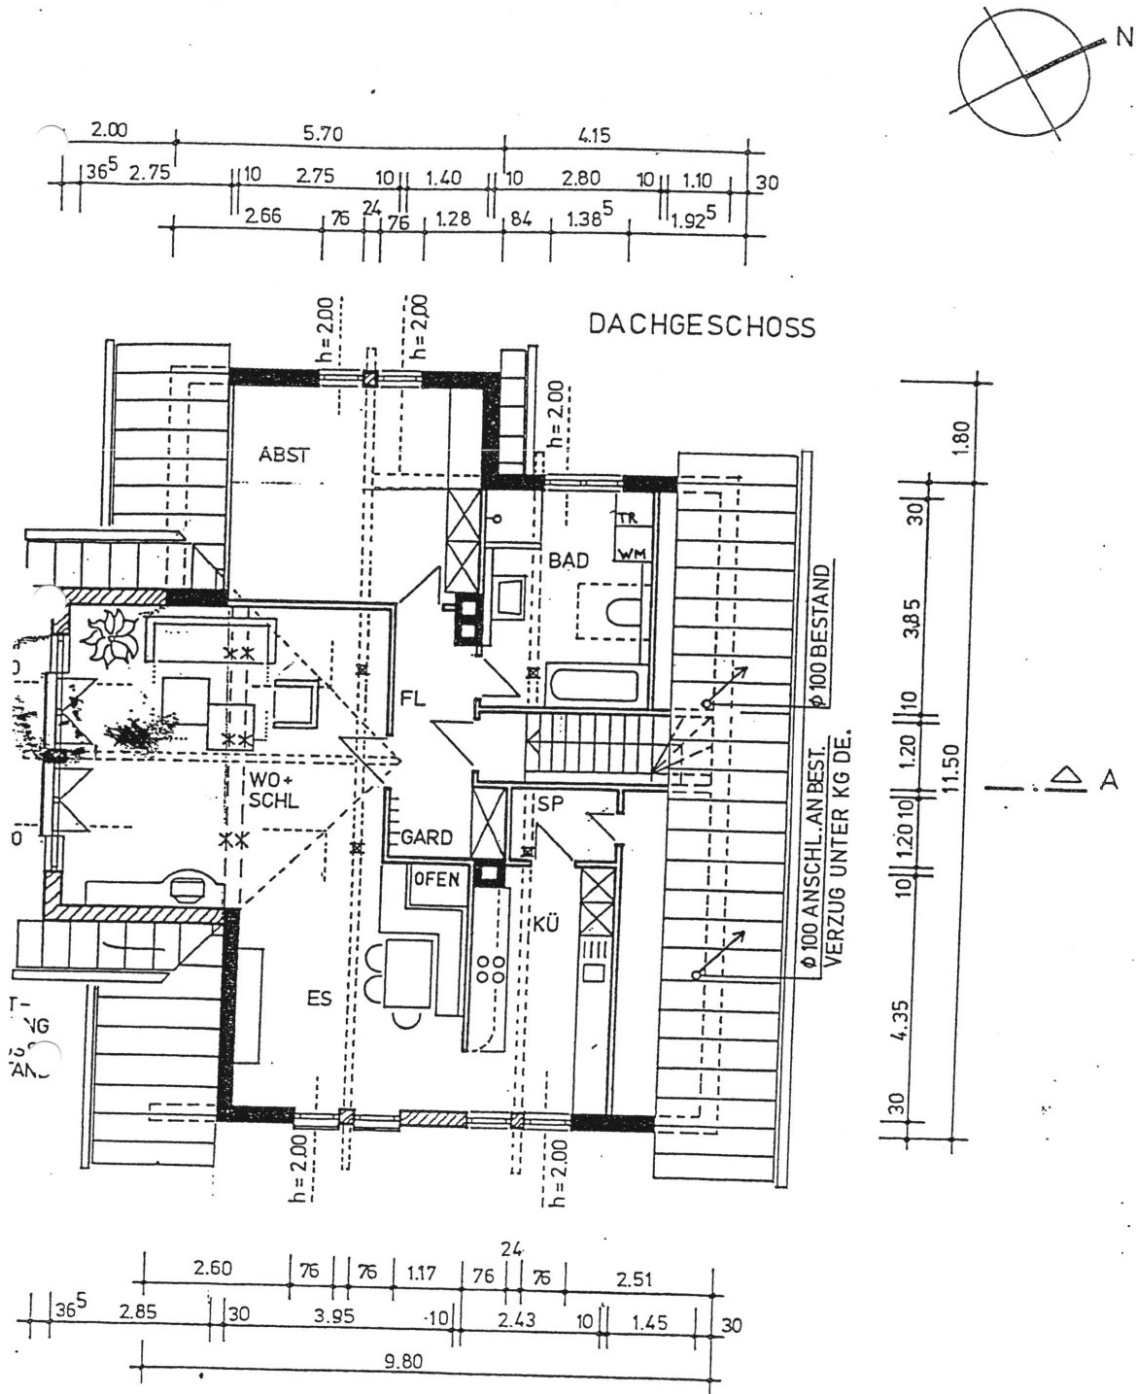 N
2.00 5.70 4.15
36⁵ 2.75 10 2.75 10 1.40 10 2.80 10 1.10 30
2.66 76 24 76 1.28 84 1.38⁵ 1.92⁵
DACHGESCHOSS
h=2.00
h=2,00
h=2.00
1.80
ABST
30
TR
WM
BAD
3.85
φ100 BESTAND
FL
10
1.20
11.50
A
WO+
SCHL
SP
GARD
10
1.20
10
OFEN
KÜ
φ100 ANSCHL.AN BEST.
VERZUG UNTER KG DE.
ES
4.35
30
h=2.00
h=2.00
2.60 76 76 1.17 76 24 76 2.51
36⁵ 2.85 30 3.95 10 2.43 10 1.45 30
9.80